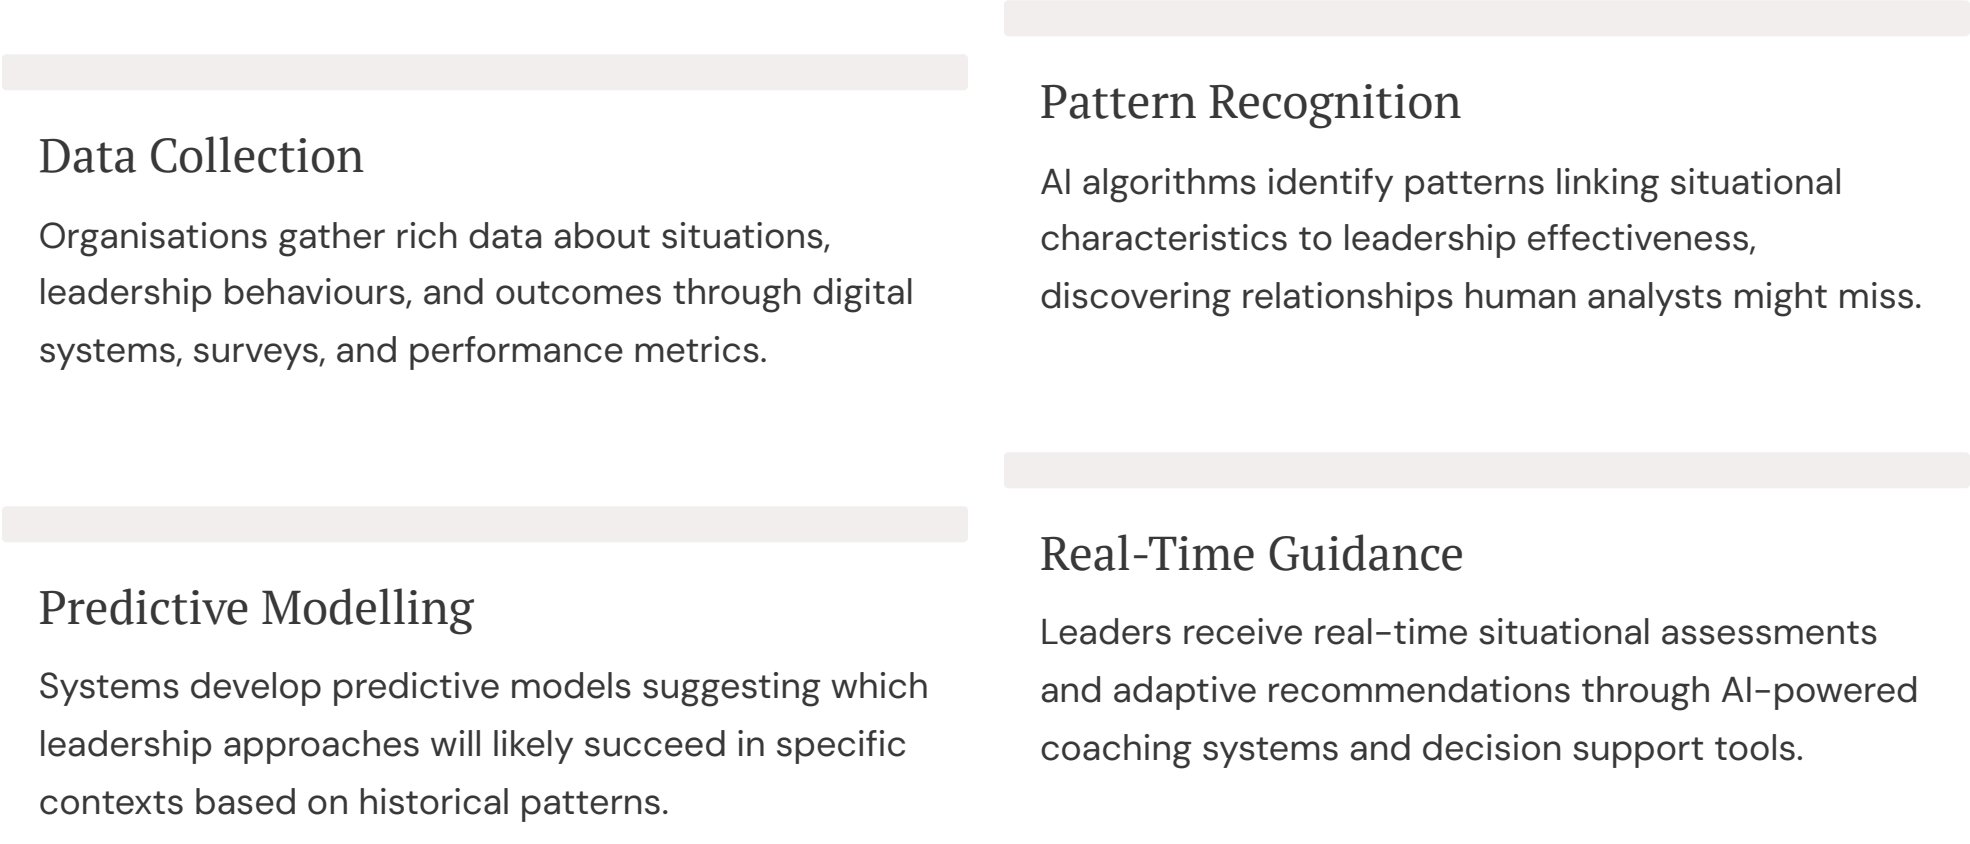 Data Collection
Organisations gather rich data about situations,
leadership behaviours, and outcomes through digital
systems, surveys, and performance metrics.
Pattern Recognition
AI algorithms identify patterns linking situational
characteristics to leadership effectiveness,
discovering relationships human analysts might miss.
Predictive Modelling
Systems develop predictive models suggesting which
leadership approaches will likely succeed in specific
contexts based on historical patterns.
Real-Time Guidance
Leaders receive real-time situational assessments
and adaptive recommendations through AI-powered
coaching systems and decision support tools.